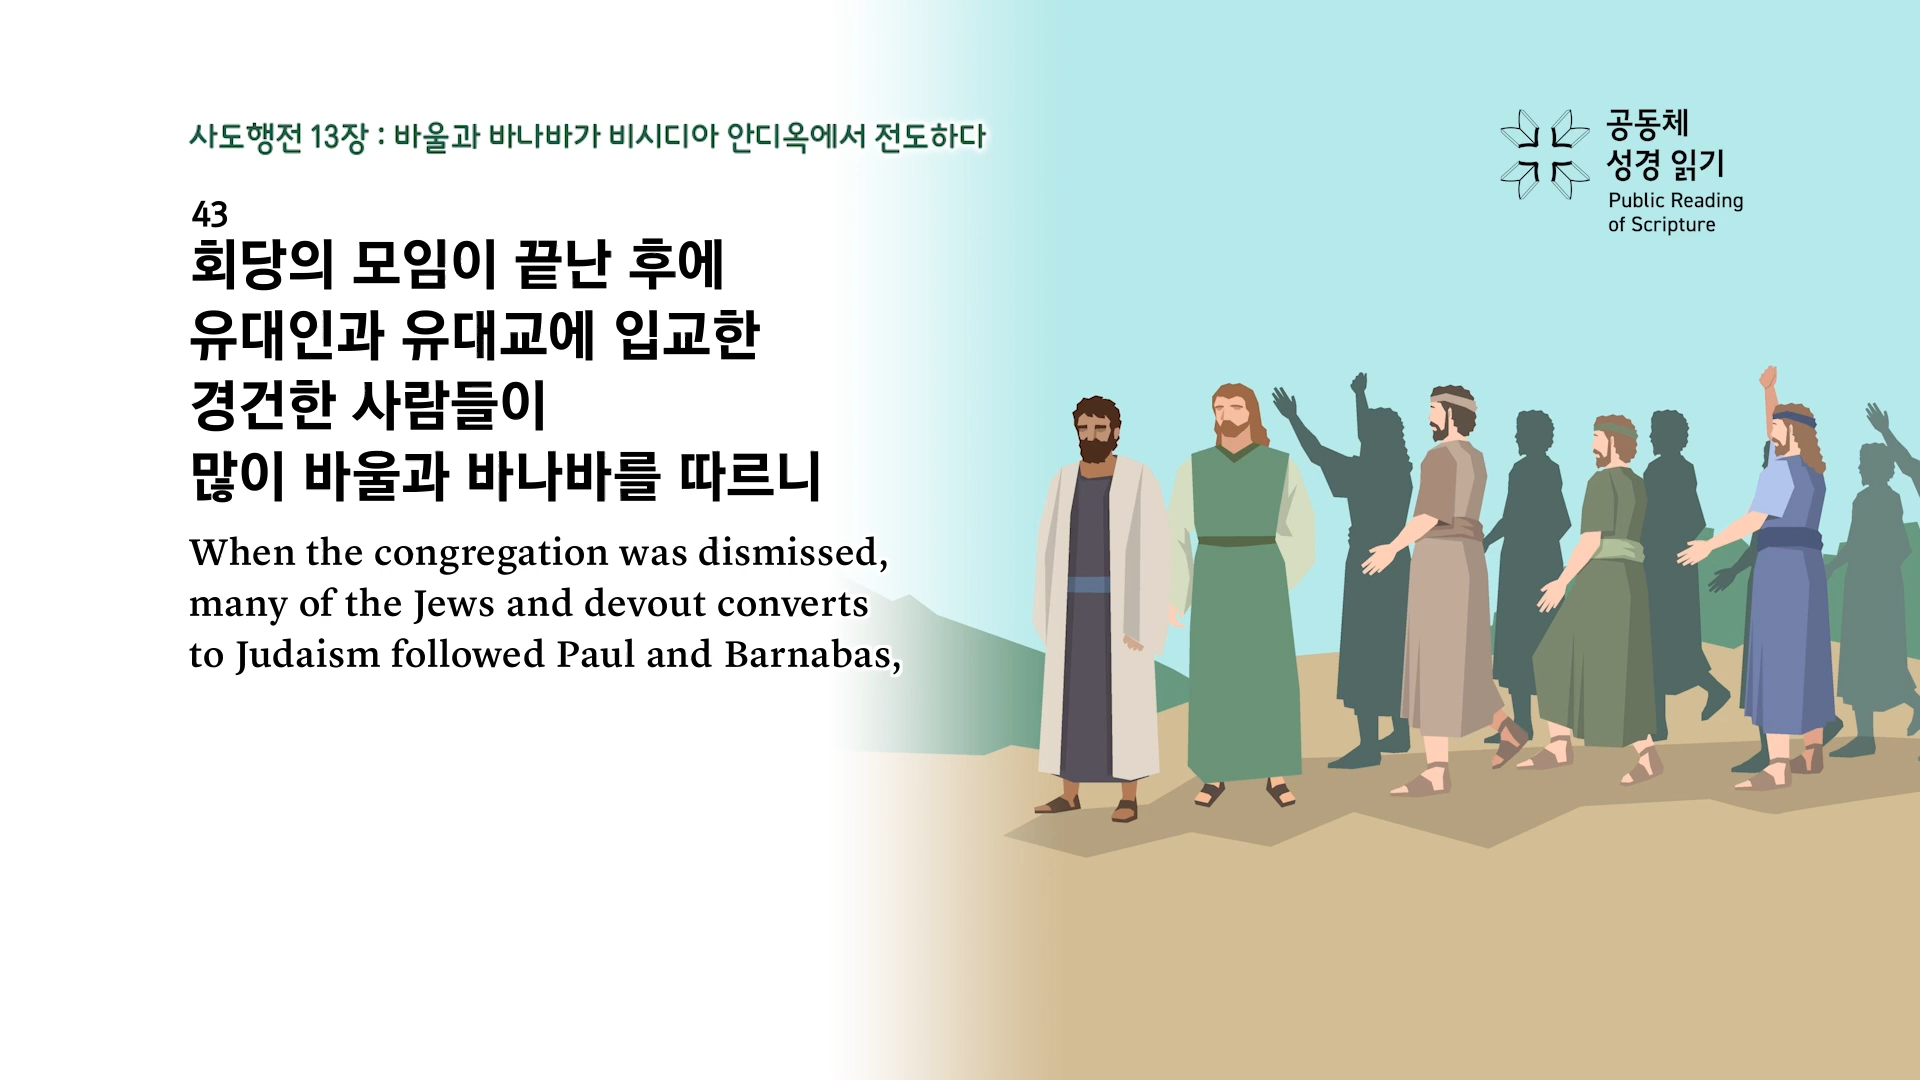 사도행전 13장 : 바울과 바나바가 비시디아 안디옥에서 전도하다
공동체
성경 읽기
Public Reading
of Scripture
43
회당의 모임이 끝난 후에
유대인과 유대교에 입교한
경건한 사람들이
많이 바울과 바나바를 따르니
When the congregation was dismissed,
many of the Jews and devout converts
to Judaism followed Paul and Barnabas,